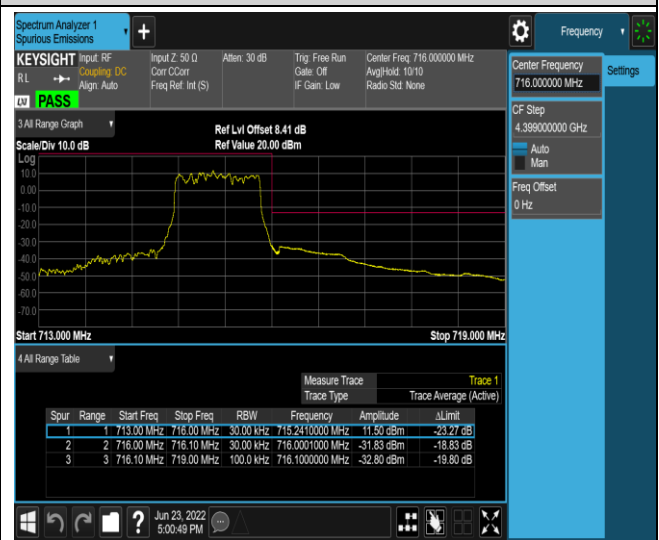 Spectrum Analyzer 1
Spurious Emissions
+
Frequency
KEYSIGHT Input: RF Input Z: 50 Ω Atten: 30 dB Trig: Free Run Center Freq: 716.000000 MHz
RL Coupling: DC Corr CCorr Gate: Off Avg|Hold: 10/10
Align: Auto Freq Ref: Int (S) IF Gain: Low Radio Std: None
PASS
Center Frequency
716.000000 MHz
Settings
CF Step
4.399000000 GHz
Auto
Man
Freq Offset
0 Hz
3 All Range Graph
Ref Lvl Offset 8.41 dB
Scale/Div 10.0 dB Ref Value 20.00 dBm
Log
10.0
0.00
-10.0
-20.0
-30.0
-40.0
-50.0
-60.0
-70.0
Start 713.000 MHz Stop 719.000 MHz
4 All Range Table
Measure Trace Trace 1
Trace Type Trace Average (Active)
Spur Range Start Freq Stop Freq RBW Frequency Amplitude ΔLimit
1 1 713.00 MHz 716.00 MHz 30.00 kHz 715.2410000 MHz 11.50 dBm -23.27 dB
2 2 716.00 MHz 716.10 MHz 30.00 kHz 716.0001000 MHz -31.83 dBm -18.83 dB
3 3 716.10 MHz 719.00 MHz 100.0 kHz 716.1000000 MHz -32.80 dBm -19.80 dB
? Jun 23, 2022
5:00:49 PM